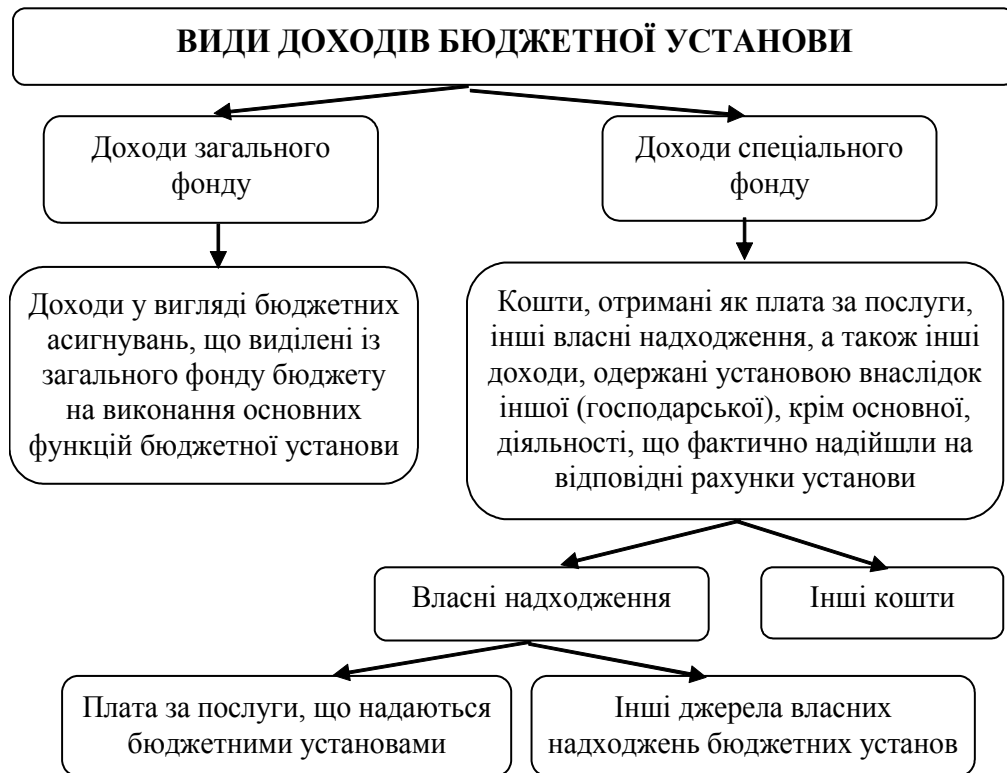 ВИДИ ДОХОДІВ БЮДЖЕТНОЇ УСТАНОВИ
Доходи загального
фонду
Доходи спеціального
фонду
Доходи у вигляді бюджетних
асигнувань, що виділені із
загального фонду бюджету
на виконання основних
функцій бюджетної установи
Кошти, отримані як плата за послуги,
інші власні надходження, а також інші
доходи, одержані установою внаслідок
іншої (господарської), крім основної,
діяльності, що фактично надійшли на
відповідні рахунки установи
Власні надходження
Інші кошти
Плата за послуги, що надаються
бюджетними установами
Інші джерела власних
надходжень бюджетних установ